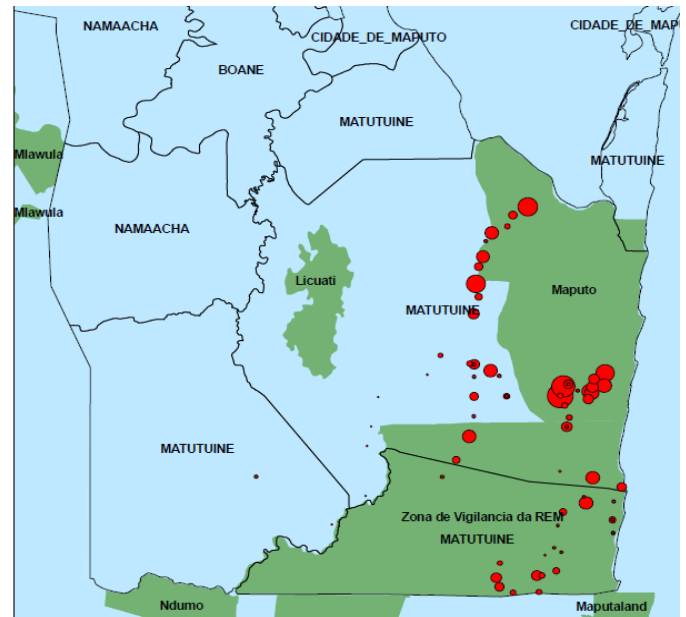 NAMAACHA
CIDADE_DE_MAPUTO
CIDADE_DE_MAPU
BOANE
MATUTUINE
Mlawula
MATUTUINE
Mlawula
NAMAACHA
Licuati
Maputo
MATUTUINE
MATUTUINE
Zona de Vigilancia da REM
MATUTUINE
Ndumo
Maputaland